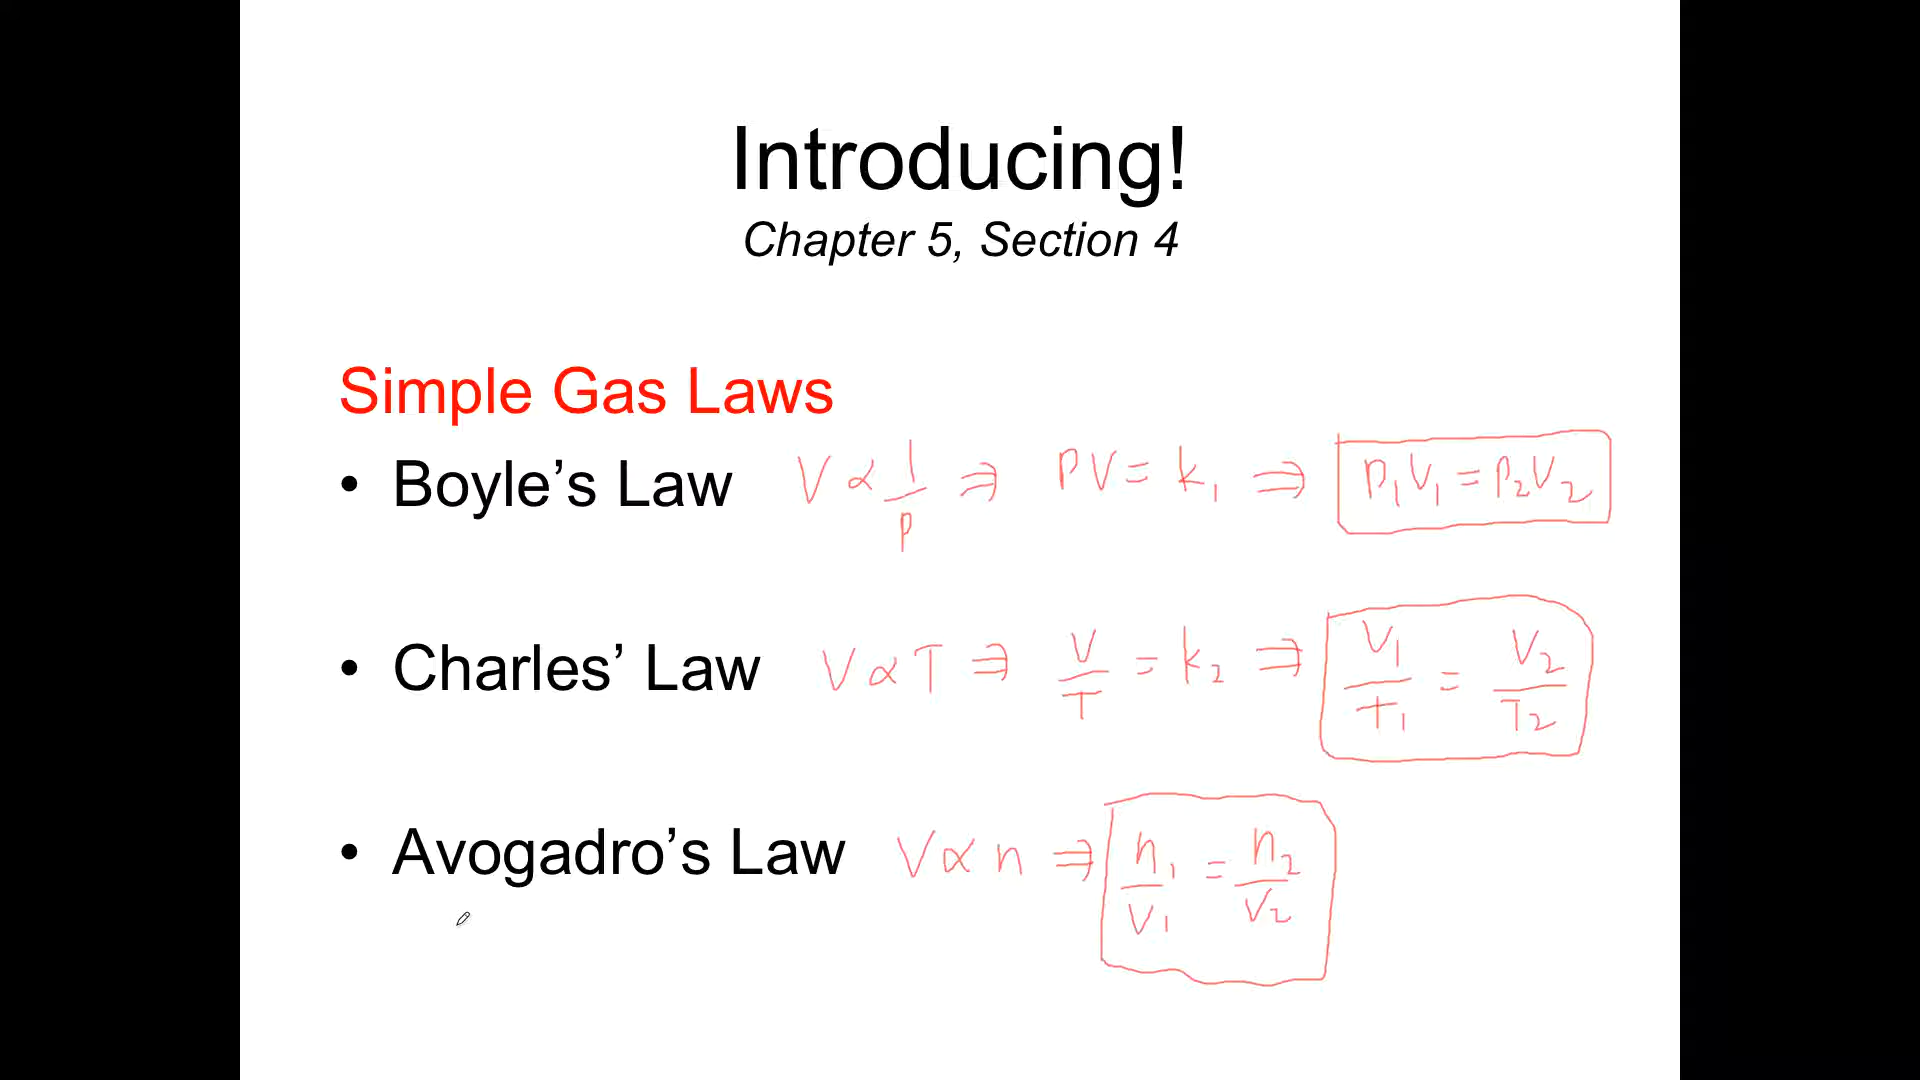 Introducing!
Chapter 5, Section 4
Simple Gas Laws
• Boyle’s Law V ∝ 1/P ⇒ PV = k₁ ⇒ P₁V₁ = P₂V₂
• Charles’ Law V ∝ T ⇒ V/T = k₂ ⇒ V₁/T₁ = V₂/T₂
• Avogadro’s Law V ∝ n ⇒ n₁/V₁ = n₂/V₂